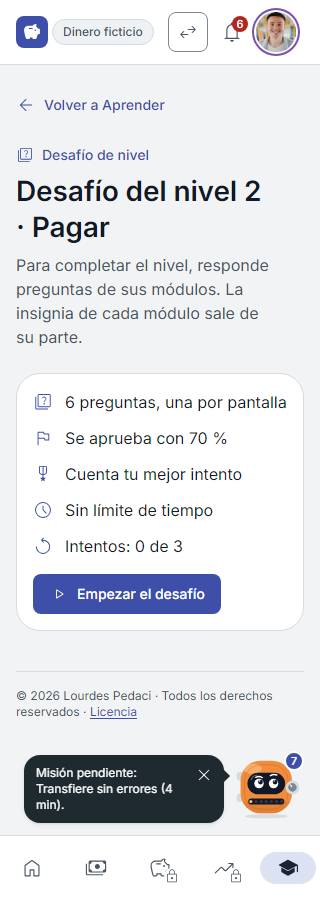 Dinero ficticio
6
Volver a Aprender
Desafío de nivel
Desafío del nivel 2
· Pagar
Para completar el nivel, responde
preguntas de sus módulos. La
insignia de cada módulo sale de
su parte.
6 preguntas, una por pantalla
Se aprueba con 70 %
Cuenta tu mejor intento
Sin límite de tiempo
Intentos: 0 de 3
Empezar el desafío
© 2026 Lourdes Pedaci · Todos los derechos
reservados · Licencia
Misión pendiente:
Transfiere sin errores (4
min).
7